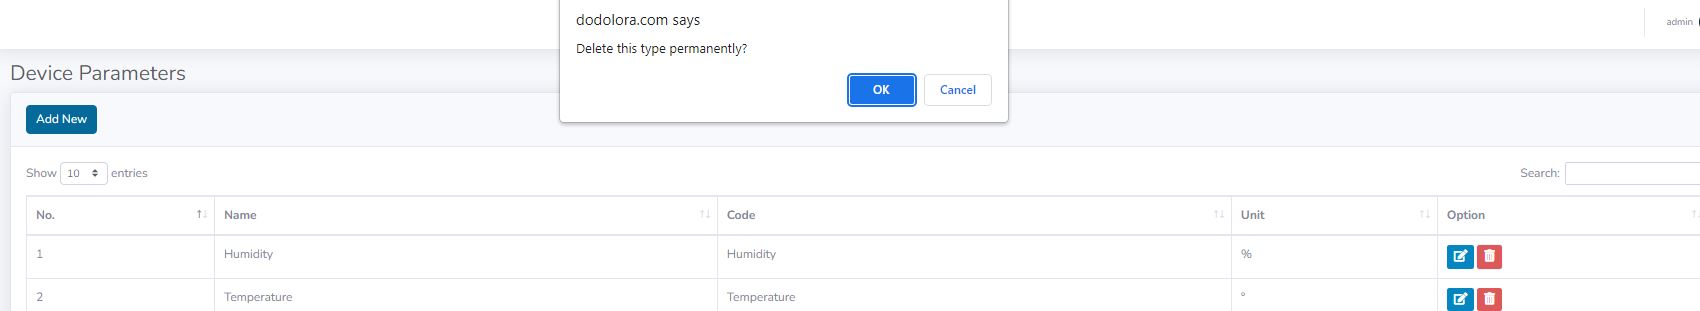 dodolora.com says
Delete this type permanently?
OK Cancel
admin
Device Parameters
Add New
Show 10 entries Search:
No. Name Code Unit Option
1 Humidity Humidity %
2 Temperature Temperature °